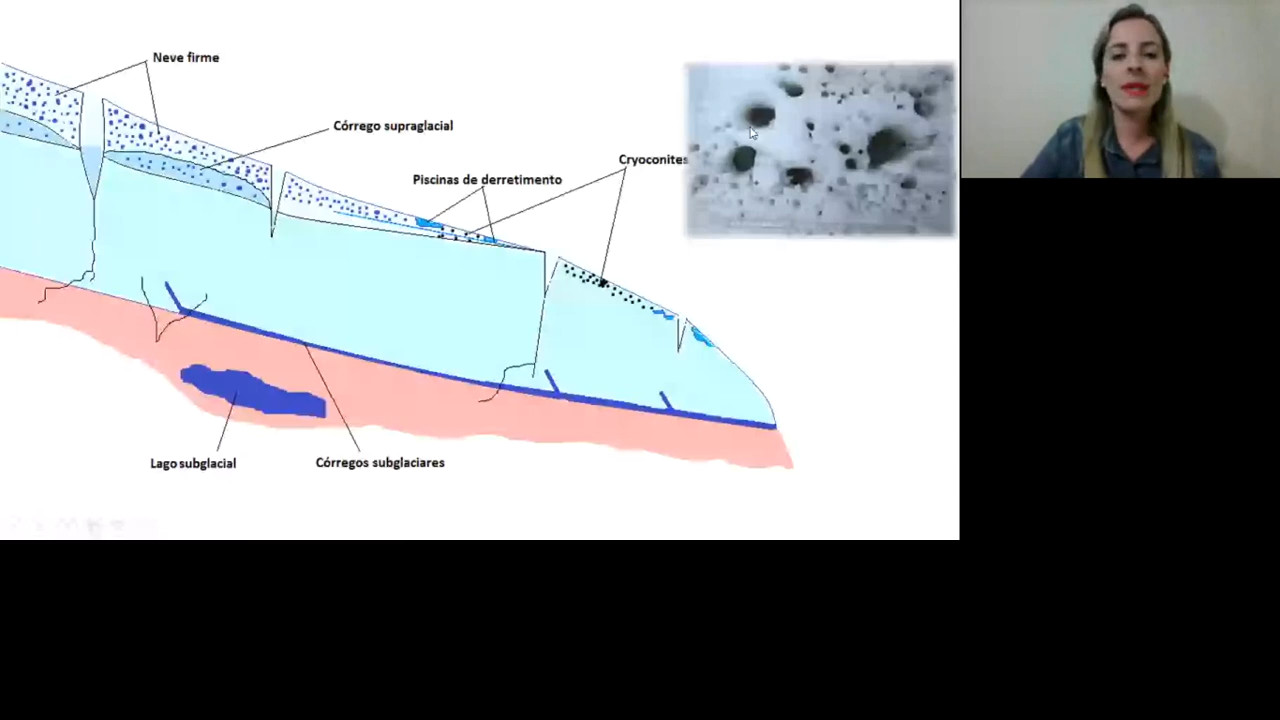 Neve firme
Córrego supraglacial
Cryoconites
Piscinas de derretimento
Lago subglacial
Córregos subglaciares